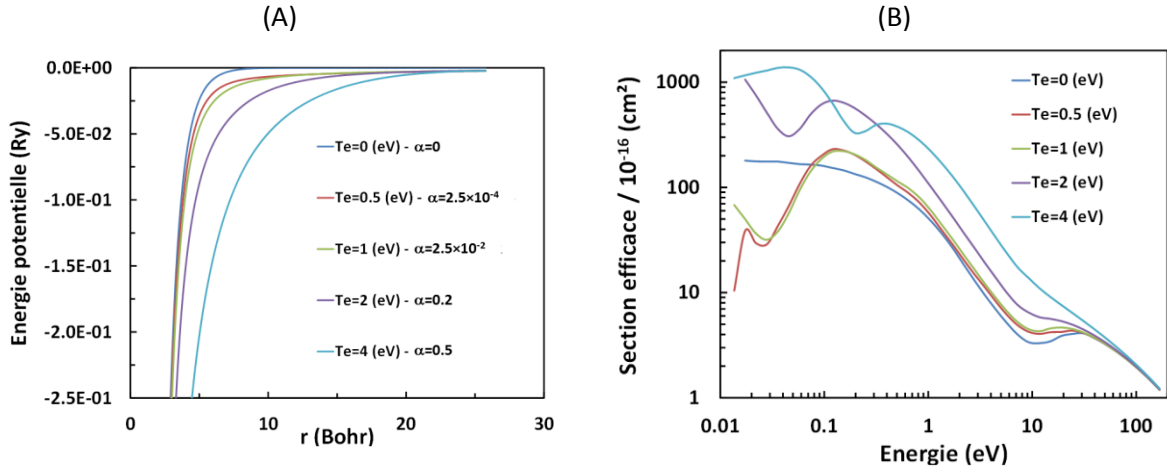 (A)
(B)
Energie potentielle (Ry)
0.0E+00
-5.0E-02
-1.0E-01
-1.5E-01
-2.0E-01
-2.5E-01
Te=0 (eV) - α=0
Te=0.5 (eV) - α=2.5×10⁻⁴
Te=1 (eV) - α=2.5×10⁻²
Te=2 (eV) - α=0.2
Te=4 (eV) - α=0.5
0 10 20 30
r (Bohr)
Section efficace / 10⁻¹⁶ (cm²)
1000
100
10
1
Te=0 (eV)
Te=0.5 (eV)
Te=1 (eV)
Te=2 (eV)
Te=4 (eV)
0.01 0.1 1 10 100
Energie (eV)